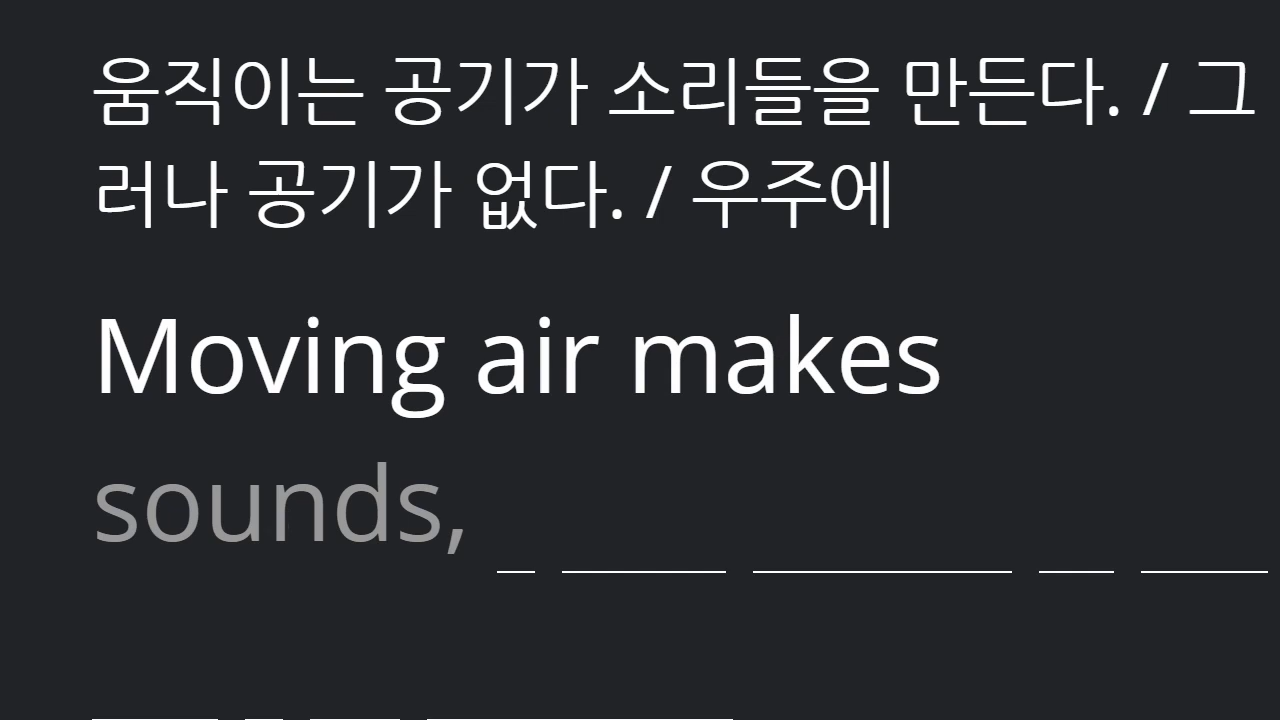 움직이는 공기가 소리들을 만든다. / 그
러나 공기가 없다. / 우주에
Moving air makes
sounds,